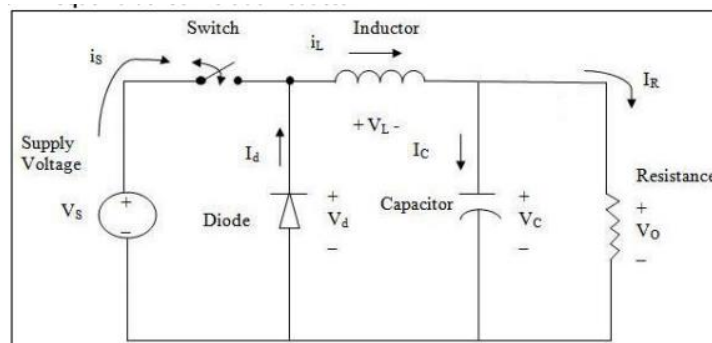 Switch
Inductor
iS
iL
IR
+ VL -
Supply
Voltage
Id
IC
Resistance
VS
+
−
Diode
+
Vd
−
Capacitor
+
VC
−
+
VO
−